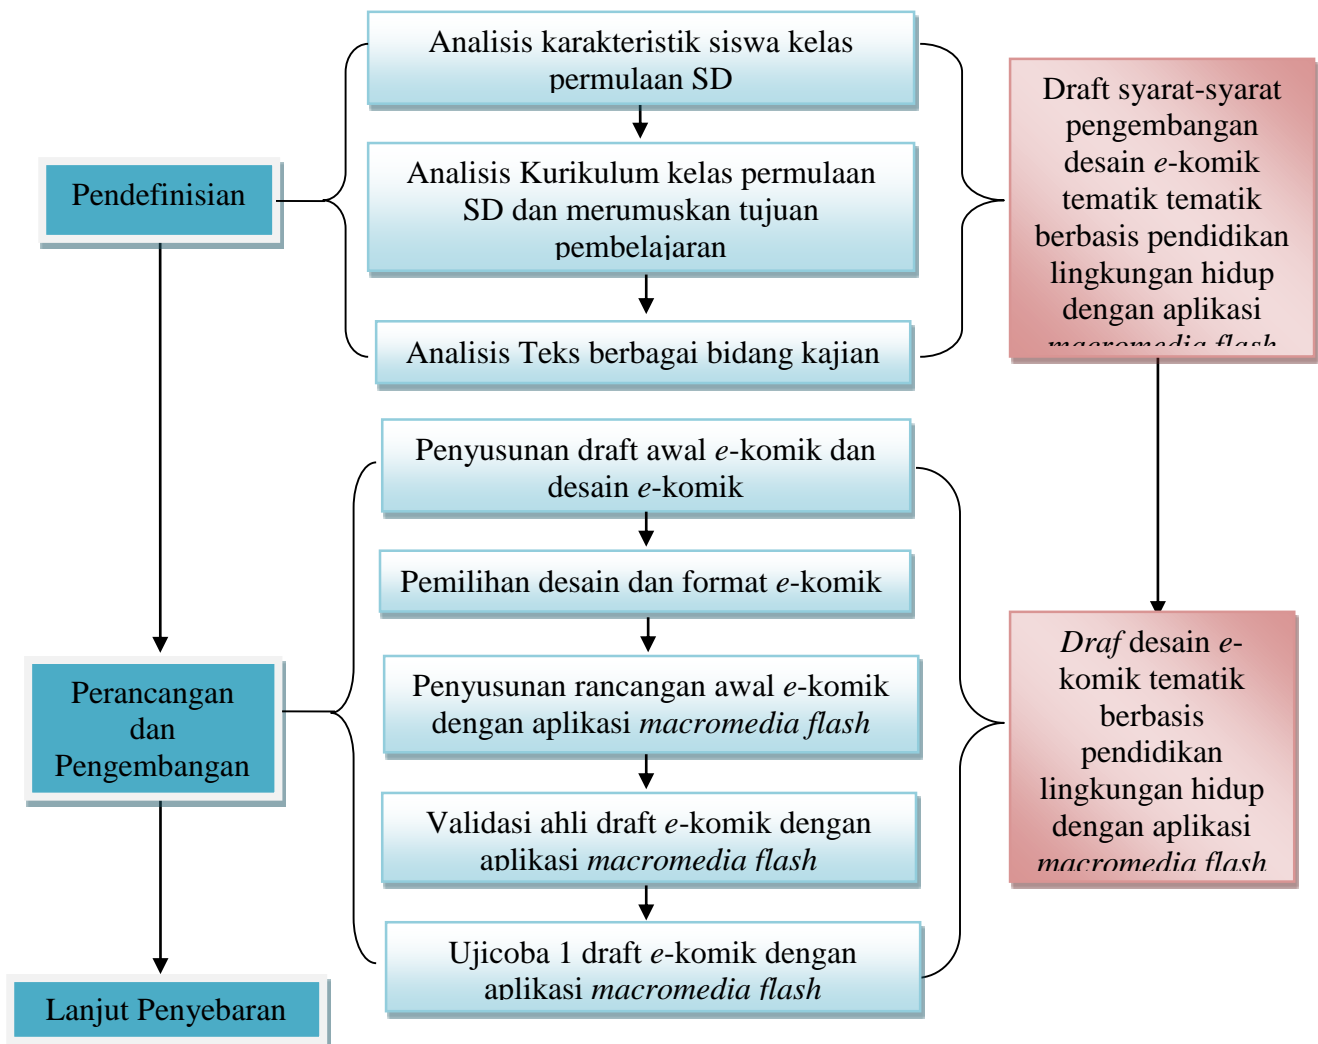 Analisis karakteristik siswa kelas
permulaan SD
Pendefinisian
Analisis Kurikulum kelas permulaan
SD dan merumuskan tujuan
pembelajaran
Analisis Teks berbagai bidang kajian
Draft syarat-syarat
pengembangan
desain e-komik
tematik tematik
berbasis pendidikan
lingkungan hidup
dengan aplikasi
macromedia flash
Penyusunan draft awal e-komik dan
desain e-komik
Pemilihan desain dan format e-komik
Perancangan
dan
Pengembangan
Penyusunan rancangan awal e-komik
dengan aplikasi macromedia flash
Validasi ahli draft e-komik dengan
aplikasi macromedia flash
Ujicoba 1 draft e-komik dengan
aplikasi macromedia flash
Draf desain e-
komik tematik
berbasis
pendidikan
lingkungan hidup
dengan aplikasi
macromedia flash
Lanjut Penyebaran